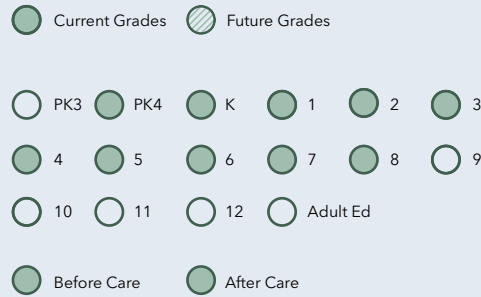 Current Grades Future Grades
PK3 PK4 K 1 2 3
4 5 6 7 8 9
10 11 12 Adult Ed
Before Care After Care